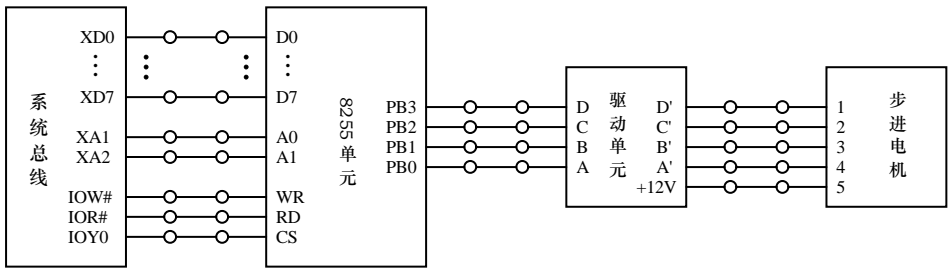 系统总线
XD0
XD7
XA1
XA2
IOW#
IOR#
IOY0
D0
D7
A0
A1
WR
RD
CS
8255单元
PB3
PB2
PB1
PB0
D
C
B
A
驱动单元
D'
C'
B'
A'
+12V
1
2
3
4
5
步进电机